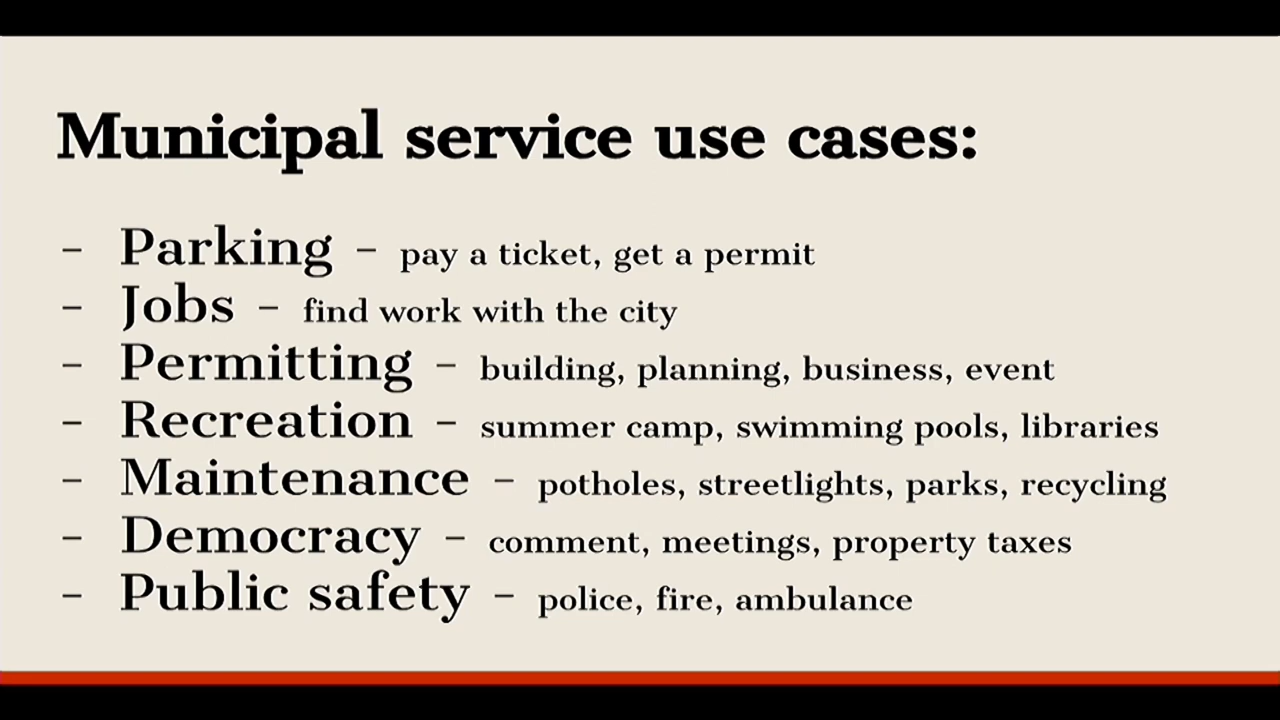 Municipal service use cases:
– Parking – pay a ticket, get a permit
– Jobs – find work with the city
– Permitting – building, planning, business, event
– Recreation – summer camp, swimming pools, libraries
– Maintenance – potholes, streetlights, parks, recycling
– Democracy – comment, meetings, property taxes
– Public safety – police, fire, ambulance